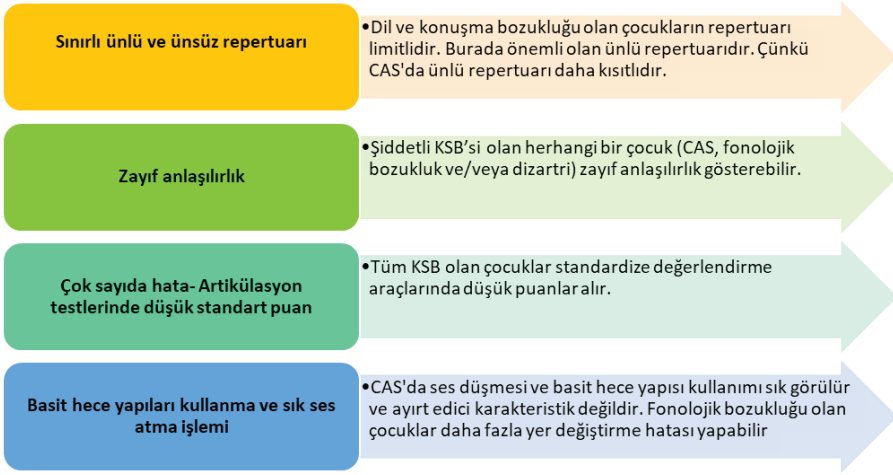 Sınırlı ünlü ve ünsüz repertuarı
•Dil ve konuşma bozukluğu olan çocukların repertuarı
limitlidir. Burada önemli olan ünlü repertuarıdır. Çünkü
CAS'da ünlü repertuarı daha kısıtlıdır.
Zayıf anlaşılırlık
•Şiddetli KSB’si olan herhangi bir çocuk (CAS, fonolojik
bozukluk ve/veya dizartri) zayıf anlaşılırlık gösterebilir.
Çok sayıda hata- Artikülasyon
testlerinde düşük standart puan
•Tüm KSB olan çocuklar standardize değerlendirme
araçlarında düşük puanlar alır.
Basit hece yapıları kullanma ve sık ses
atma işlemi
•CAS'da ses düşmesi ve basit hece yapısı kullanımı sık görülür
ve ayırt edici karakteristik değildir. Fonolojik bozukluğu olan
çocuklar daha fazla yer değiştirme hatası yapabilir